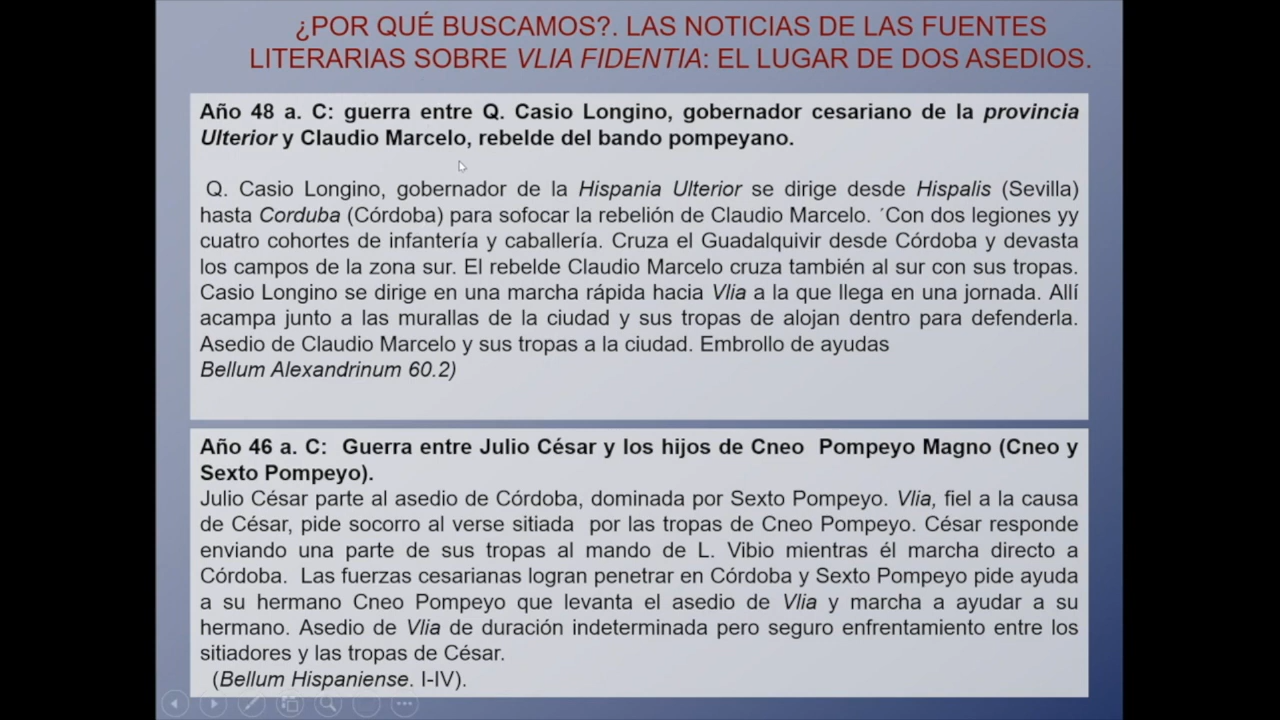 ¿POR QUÉ BUSCAMOS?. LAS NOTICIAS DE LAS FUENTES
LITERARIAS SOBRE VLIA FIDENTIA: EL LUGAR DE DOS ASEDIOS.
Año 48 a. C: guerra entre Q. Casio Longino, gobernador cesariano de la provincia
Ulterior y Claudio Marcelo, rebelde del bando pompeyano.
Q. Casio Longino, gobernador de la Hispania Ulterior se dirige desde Hispalis (Sevilla)
hasta Corduba (Córdoba) para sofocar la rebelión de Claudio Marcelo. ´Con dos legiones yy
cuatro cohortes de infantería y caballería. Cruza el Guadalquivir desde Córdoba y devasta
los campos de la zona sur. El rebelde Claudio Marcelo cruza también al sur con sus tropas.
Casio Longino se dirige en una marcha rápida hacia Vlia a la que llega en una jornada. Allí
acampa junto a las murallas de la ciudad y sus tropas de alojan dentro para defenderla.
Asedio de Claudio Marcelo y sus tropas a la ciudad. Embrollo de ayudas
Bellum Alexandrinum 60.2)
Año 46 a. C: Guerra entre Julio César y los hijos de Cneo Pompeyo Magno (Cneo y
Sexto Pompeyo).
Julio César parte al asedio de Córdoba, dominada por Sexto Pompeyo. Vlia, fiel a la causa
de César, pide socorro al verse sitiada por las tropas de Cneo Pompeyo. César responde
enviando una parte de sus tropas al mando de L. Vibio mientras él marcha directo a
Córdoba. Las fuerzas cesarianas logran penetrar en Córdoba y Sexto Pompeyo pide ayuda
a su hermano Cneo Pompeyo que levanta el asedio de Vlia y marcha a ayudar a su
hermano. Asedio de Vlia de duración indeterminada pero seguro enfrentamiento entre los
sitiadores y las tropas de César.
(Bellum Hispaniense. I-IV).